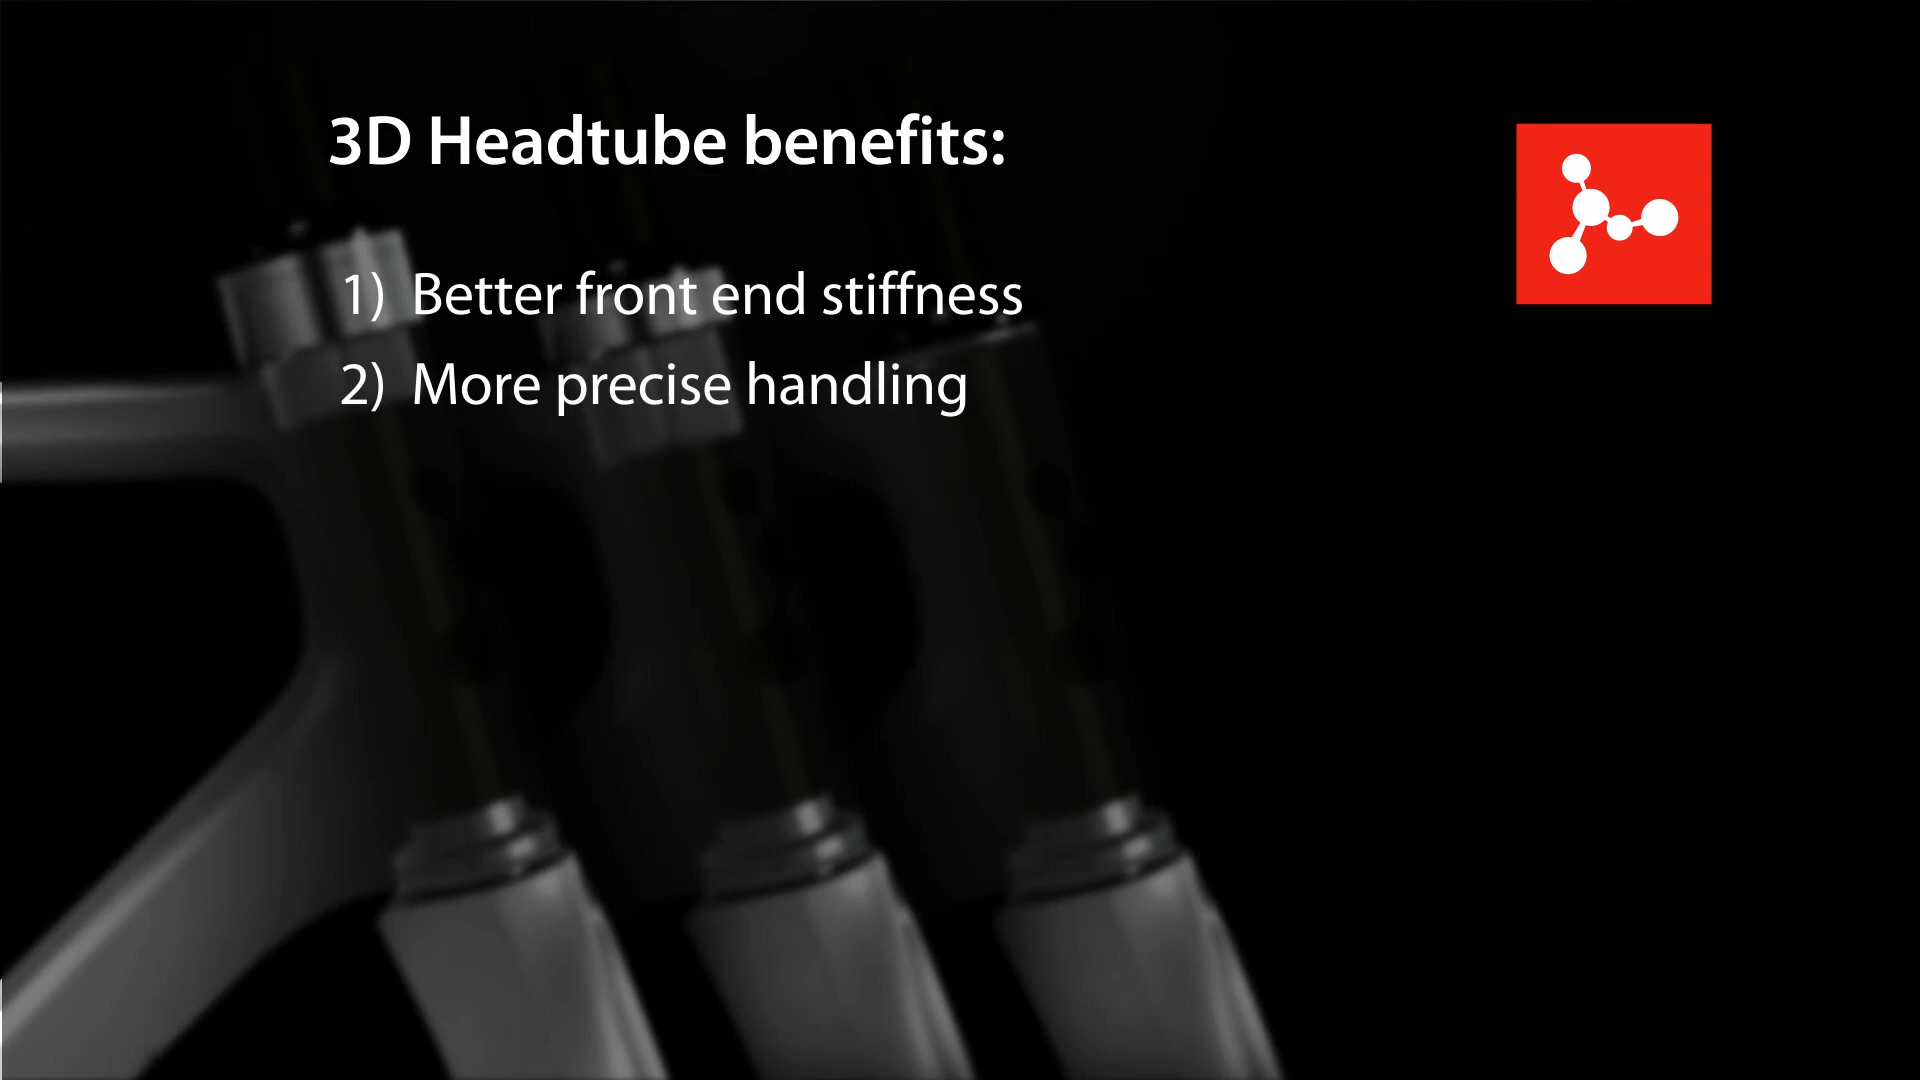 3D Headtube benefits:
1) Better front end stiffness
2) More precise handling